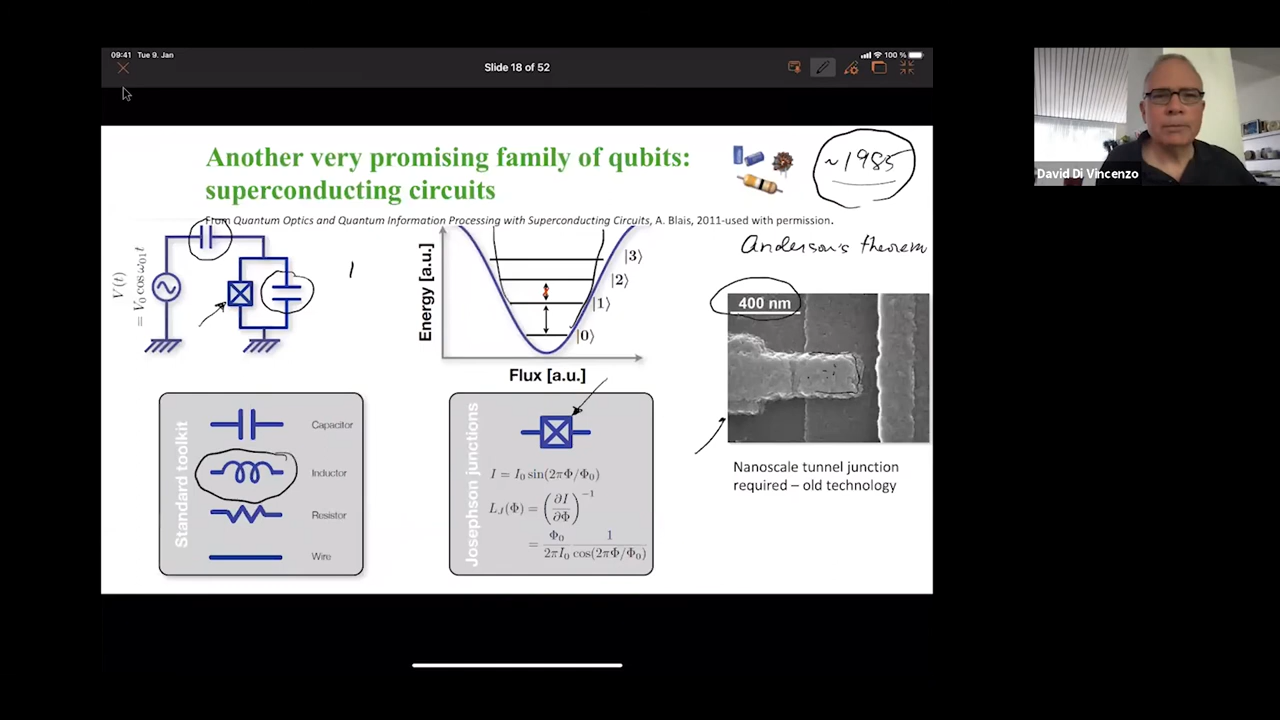 09:41 Tue 9. Jan
100 %
Slide 18 of 52
David Di Vincenzo
Another very promising family of qubits:
superconducting circuits
~1985
From Quantum Optics and Quantum Information Processing with Superconducting Circuits, A. Blais, 2011-used with permission.
Anderson's theorem
V(t)
= V₀ cos ω₀₁t
Energy [a.u.]
|3⟩
|2⟩
|1⟩
|0⟩
Flux [a.u.]
400 nm
Standard toolkit
Capacitor
Inductor
Resistor
Wire
Josephson junctions
I = I₀ sin(2πΦ/Φ₀)
L_J(Φ) = (∂I/∂Φ)⁻¹
= Φ₀/2πI₀ 1/cos(2πΦ/Φ₀)
Nanoscale tunnel junction
required – old technology